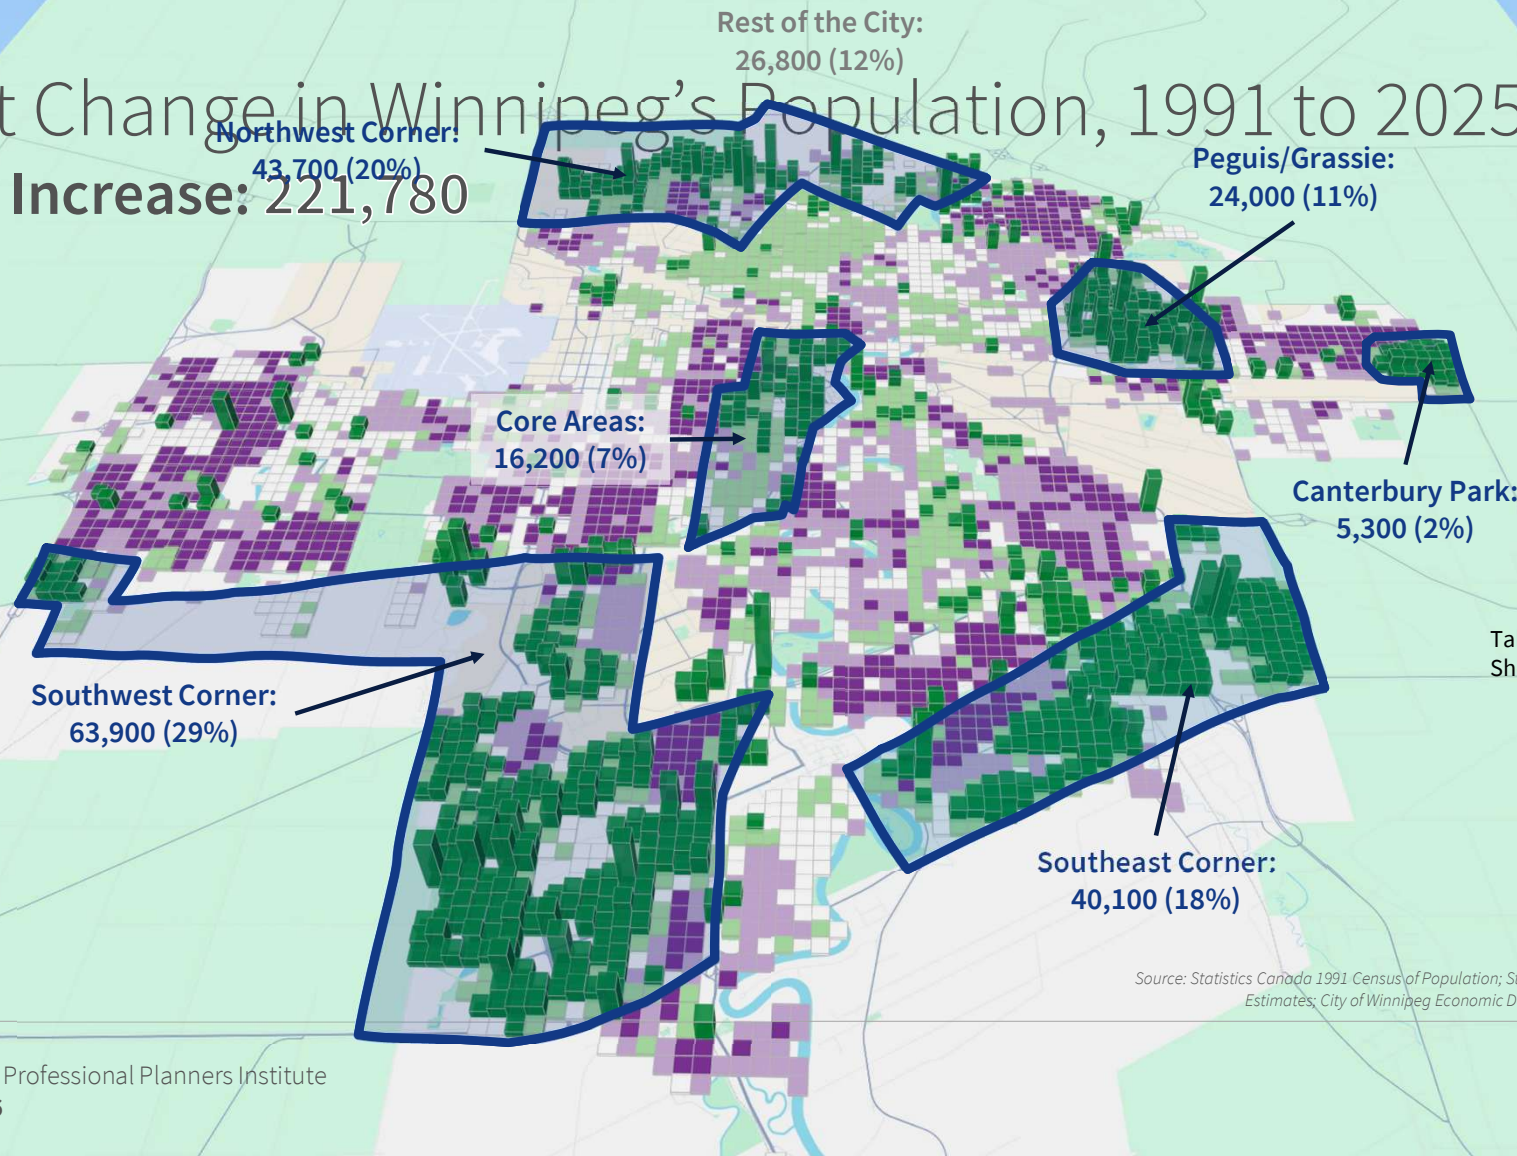 Rest of the City:
26,800 (12%)
t Change in Winnipeg's Population, 1991 to 2025
Northwest Corner:
43,700 (20%)
Increase: 221,780
Peguis/Grassie:
24,000 (11%)
Core Areas:
16,200 (7%)
Canterbury Park:
5,300 (2%)
Ta
Sh
Southwest Corner:
63,900 (29%)
Southeast Corner:
40,100 (18%)
Source: Statistics Canada 1991 Census of Population; St
Estimates; City of Winnipeg Economic D
Professional Planners Institute